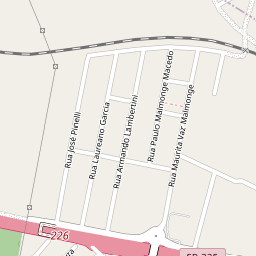 Rua José Pinelli
Rua Laureano Garcia
Rua Armando Lambertini
Rua Paulo Malmonge Macedo
Rua Maurita Vaz Malmonge
226
SP-225